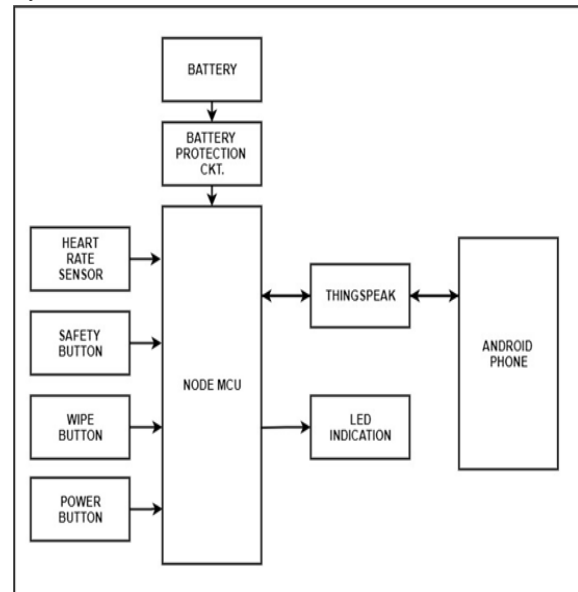 BATTERY
BATTERY
PROTECTION
CKT.
HEART
RATE
SENSOR
SAFETY
BUTTON
WIPE
BUTTON
POWER
BUTTON
NODE MCU
THINGSPEAK
LED
INDICATION
ANDROID
PHONE